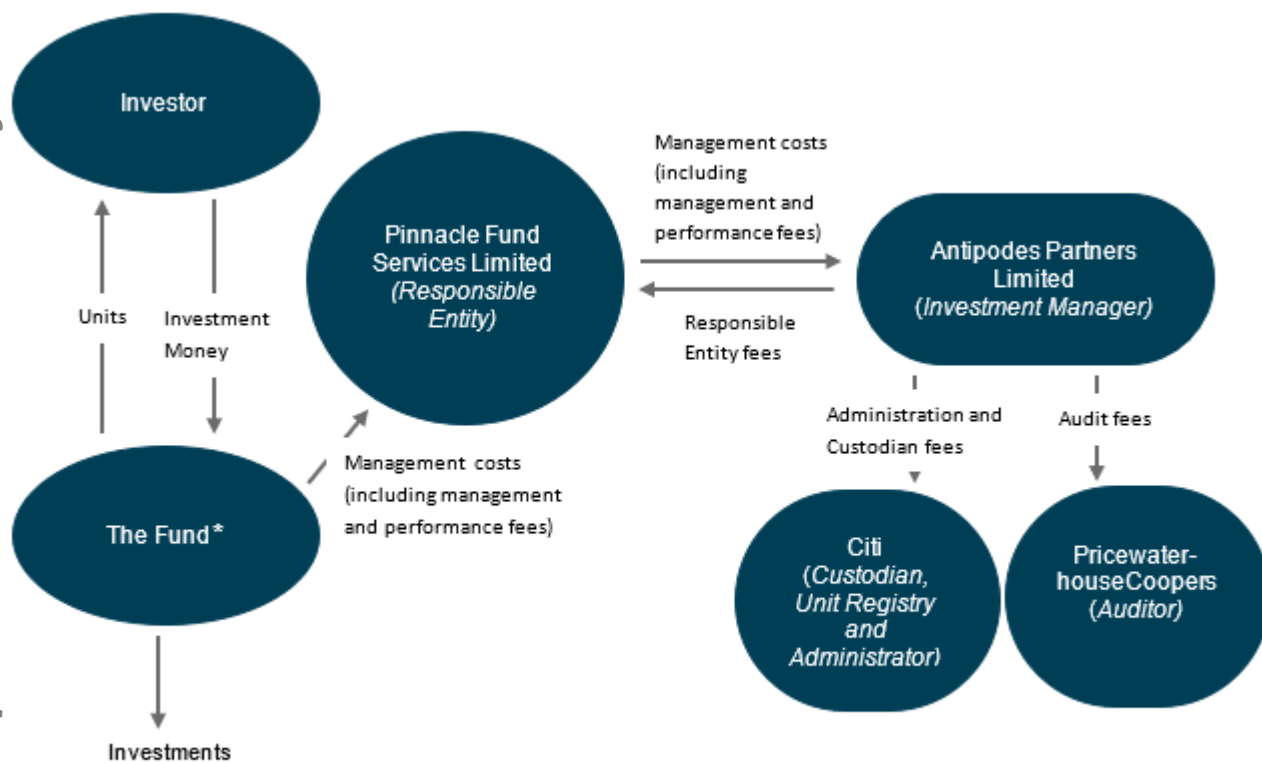 Investor
Units
Investment
Money
The Fund*
Investments
Management costs
(including management
and performance fees)
Pinnacle Fund
Services Limited
(Responsible
Entity)
Management costs
(including
management and
performance fees)
Responsible
Entity fees
Antipodes Partners
Limited
(Investment Manager)
Administration and
Custodian fees
Audit fees
Citi
(Custodian,
Unit Registry
and
Administrator)
Pricewater-
houseCoopers
(Auditor)